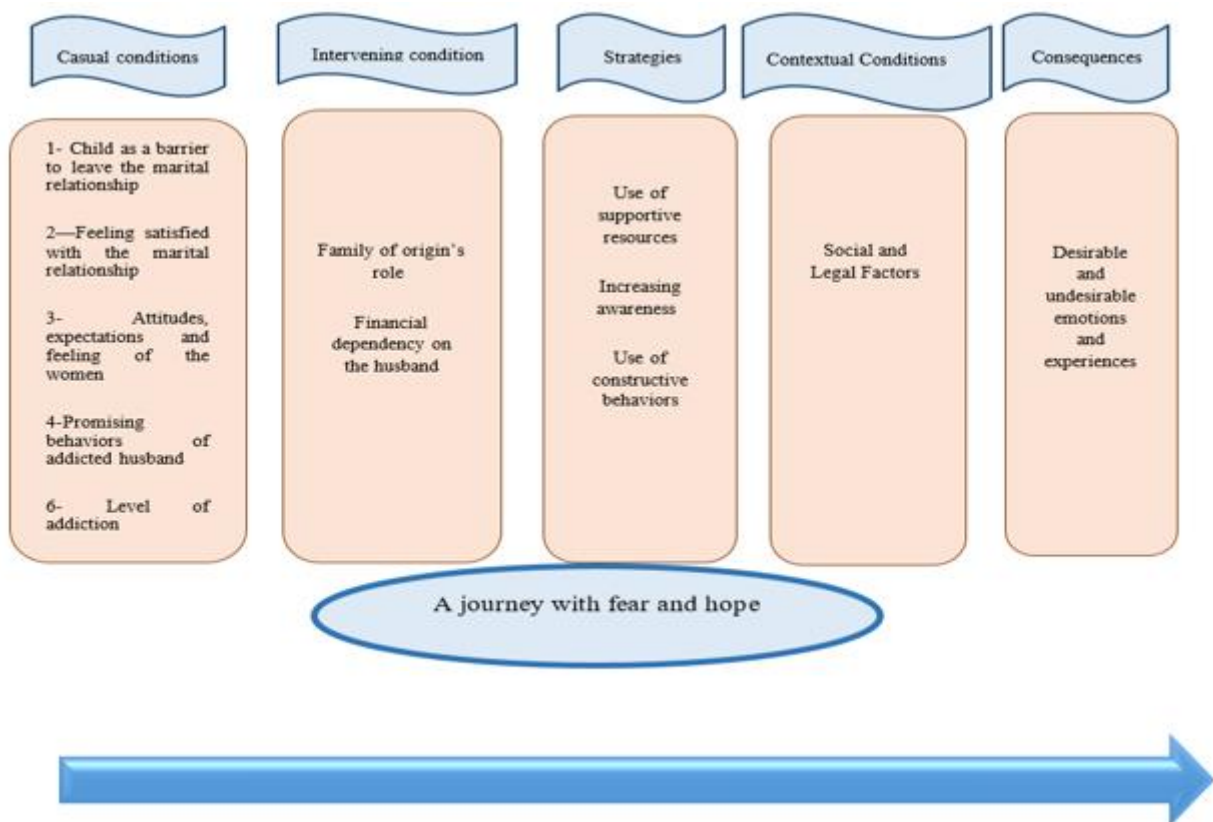 Casual conditions
Intervening condition
Strategies
Contextual Conditions
Consequences
1- Child as a barrier
to leave the marital
relationship
2—Feeling satisfied
with the marital
relationship
3- Attitudes,
expectations and
feeling of the
women
4-Promising
behaviors of
addicted husband
6- Level of
addiction
Family of origin's
role
Financial
dependency on
the husband
Use of
supportive
resources
Increasing
awareness
Use of
constructive
behaviors
Social and
Legal Factors
Desirable
and
undesirable
emotions
and
experiences
A journey with fear and hope